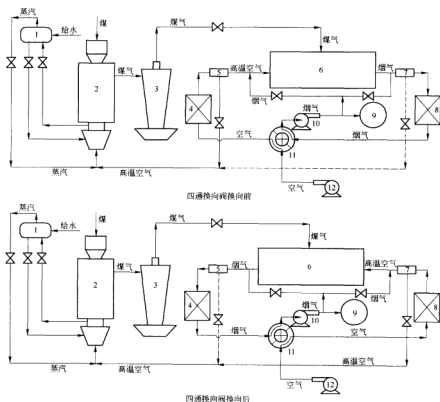 蒸汽
煤
煤气
1
给水
煤气
2
3
高温空气
5
6
7
烟气
烟气
4
烟气
10
9
8
空气
烟气
11
蒸汽
高温空气
空气
12
四通换向阀换向前
蒸汽
煤
煤气
1
给水
煤气
2
3
烟气
5
6
高温空气
7
烟气
烟气
4
烟气
10
9
8
烟气
空气
11
蒸汽
高温空气
高温空气
空气
12
四通换向阀换向后